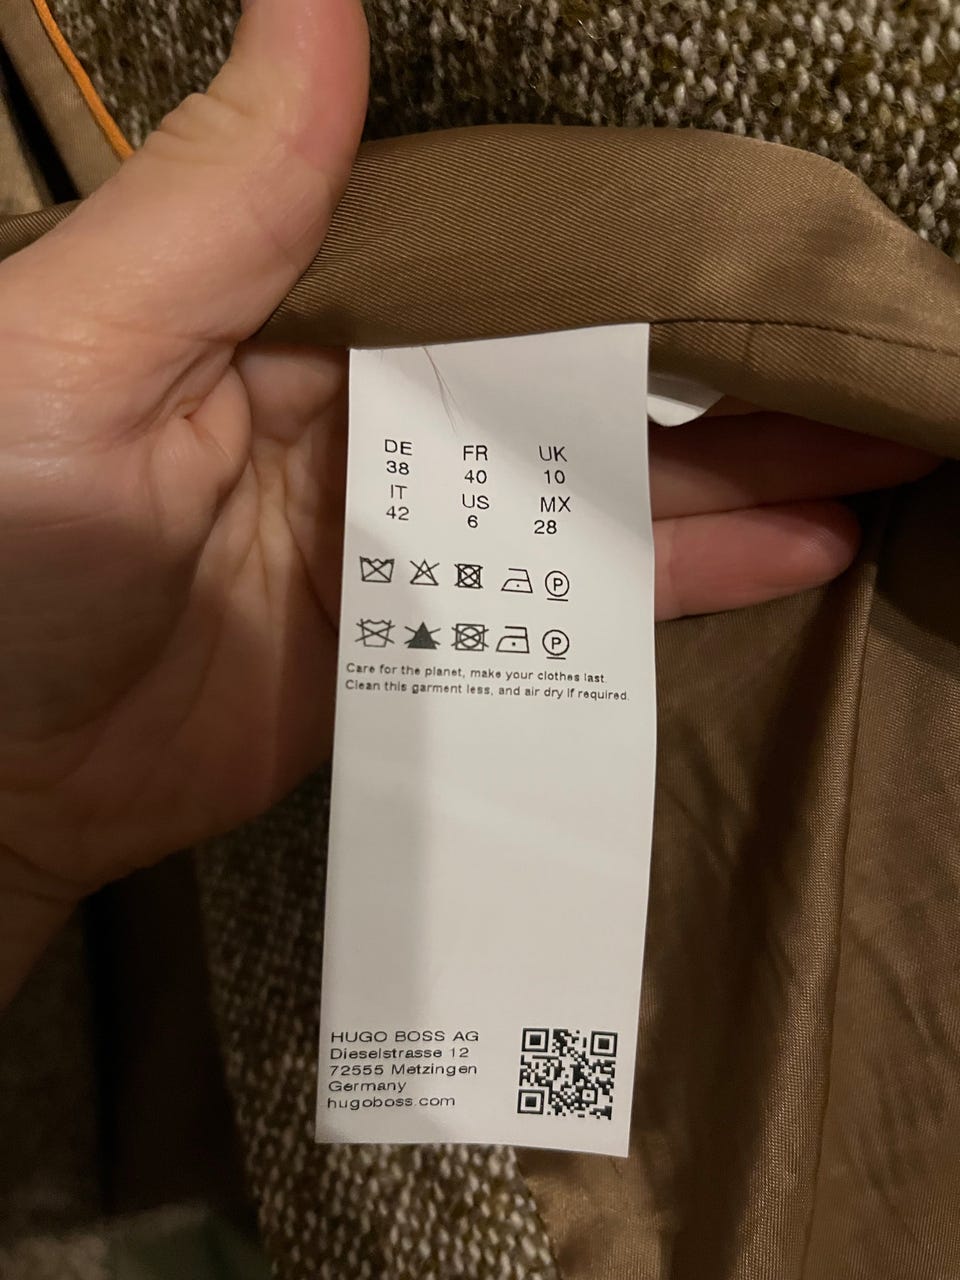 DE FR UK
38 40 10
IT US MX
42 6 28
P
P
Care for the planet, make your clothes last.
Clean this garment less, and air dry if required.
HUGO BOSS AG
Dieselstrasse 12
72555 Metzingen
Germany
hugoboss.com